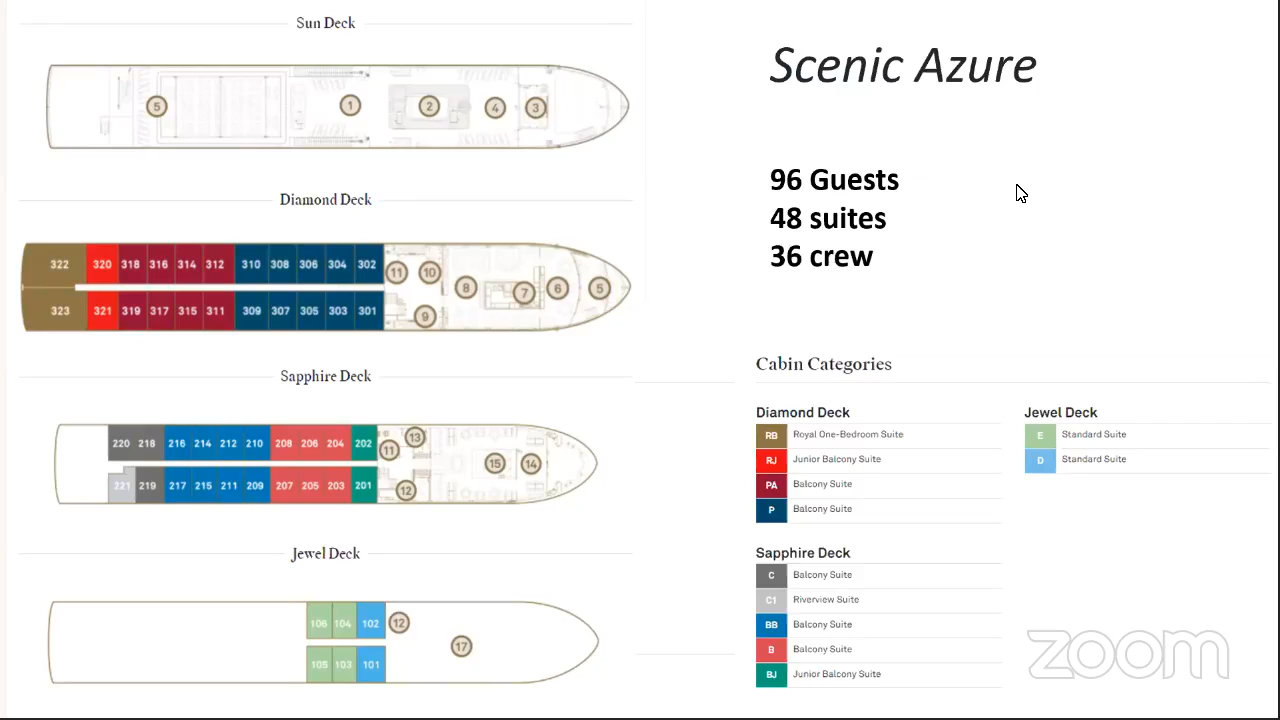 Sun Deck
5 1 2 4 3
Diamond Deck
322 320 318 316 314 312 310 308 306 304 302 11 10
8 7 6 5
323 321 319 317 315 311 309 307 305 303 301 9
Sapphire Deck
220 218 216 214 212 210 208 206 204 202 11 13
15 14
221 219 217 215 211 209 207 205 203 201 12
Jewel Deck
106 104 102 12
17
105 103 101
Scenic Azure
96 Guests
48 suites
36 crew
Cabin Categories
Diamond Deck
RB Royal One-Bedroom Suite
RJ Junior Balcony Suite
PA Balcony Suite
P Balcony Suite
Sapphire Deck
C Balcony Suite
C1 Riverview Suite
BB Balcony Suite
B Balcony Suite
BJ Junior Balcony Suite
Jewel Deck
E Standard Suite
D Standard Suite
zoom